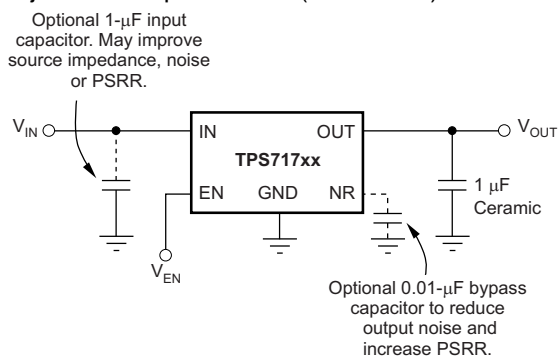 Optional 1-μF input
capacitor. May improve
source impedance, noise
or PSRR.
V_IN
IN
OUT
V_OUT
TPS717xx
EN
GND
NR
1 μF
Ceramic
V_EN
Optional 0.01-μF bypass
capacitor to reduce
output noise and
increase PSRR.